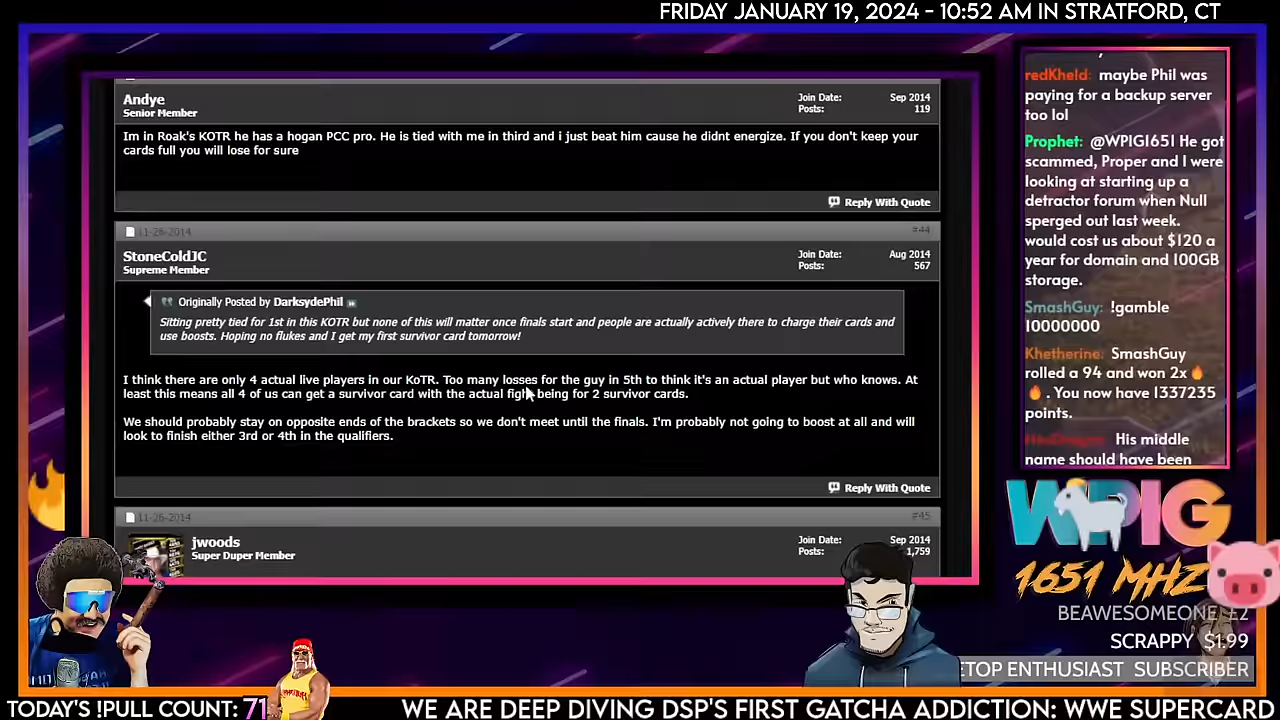 FRIDAY JANUARY 19, 2024 - 10:52 AM IN STRATFORD, CT
Andye
Senior Member
Join Date: Sep 2014
Posts: 119
Im in Roak's KOTR he has a hogan PCC pro. He is tied with me in third and i just beat him cause he didnt energize. If you don't keep your
cards full you will lose for sure
Reply With Quote
11-26-2014
#44
StoneColdJC
Supreme Member
Join Date: Aug 2014
Posts: 567
Originally Posted by DarksydePhil
Sitting pretty tied for 1st in this KOTR but none of this will matter once finals start and people are actually actively there to charge their cards and
use boosts. Hoping no flukes and I get my first survivor card tomorrow!
I think there are only 4 actual live players in our KoTR. Too many losses for the guy in 5th to think it's an actual player but who knows. At
least this means all 4 of us can get a survivor card with the actual fight being for 2 survivor cards.
We should probably stay on opposite ends of the brackets so we don't meet until the finals. I'm probably not going to boost at all and will
look to finish either 3rd or 4th in the qualifiers.
Reply With Quote
11-26-2014
#45
jwoods
Super Duper Member
Join Date: Sep 2014
Posts: 1,759
redKheld: maybe Phil was
paying for a backup server
too lol
Prophet: @WPIG1651 He got
scammed, Proper and I were
looking at starting up a
detractor forum when Null
sperged out last week.
would cost us about $120 a
year for domain and 100GB
storage.
SmashGuy: !gamble
10000000
Khetherine: SmashGuy
rolled a 94 and won 2x
. You now have 1337235
points.
His middle
name should have been
WPIG
1651 MHZ
BEAWESOMEONE £2
SCRAPPY $1.99
ETOP ENTHUSIAST SUBSCRIBER
TODAY'S !PULL COUNT: 71
WE ARE DEEP DIVING DSP'S FIRST GATCHA ADDICTION: WWE SUPERCARD